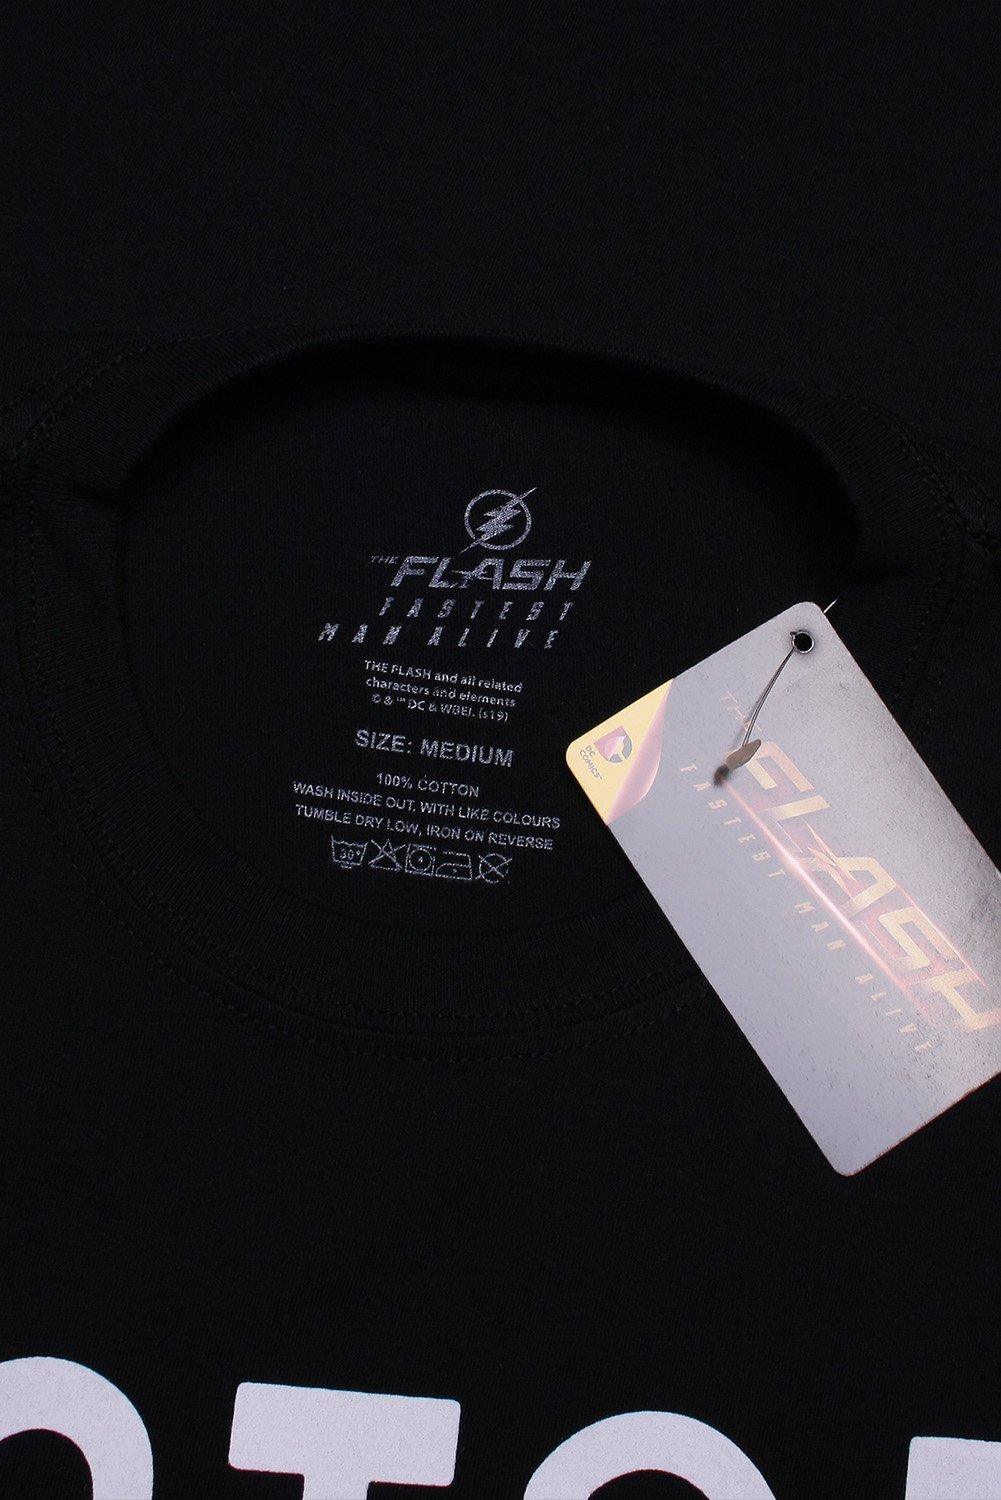 THE FLASH
FASTEST
MAN ALIVE
THE FLASH and all related
characters and elements
© & ™ DC & WBEI. (s19)
SIZE: MEDIUM
100% COTTON
WASH INSIDE OUT, WITH LIKE COLOURS
TUMBLE DRY LOW, IRON ON REVERSE
30°
DC
COMICS™
THE
FLASH
FASTEST MAN ALIVE